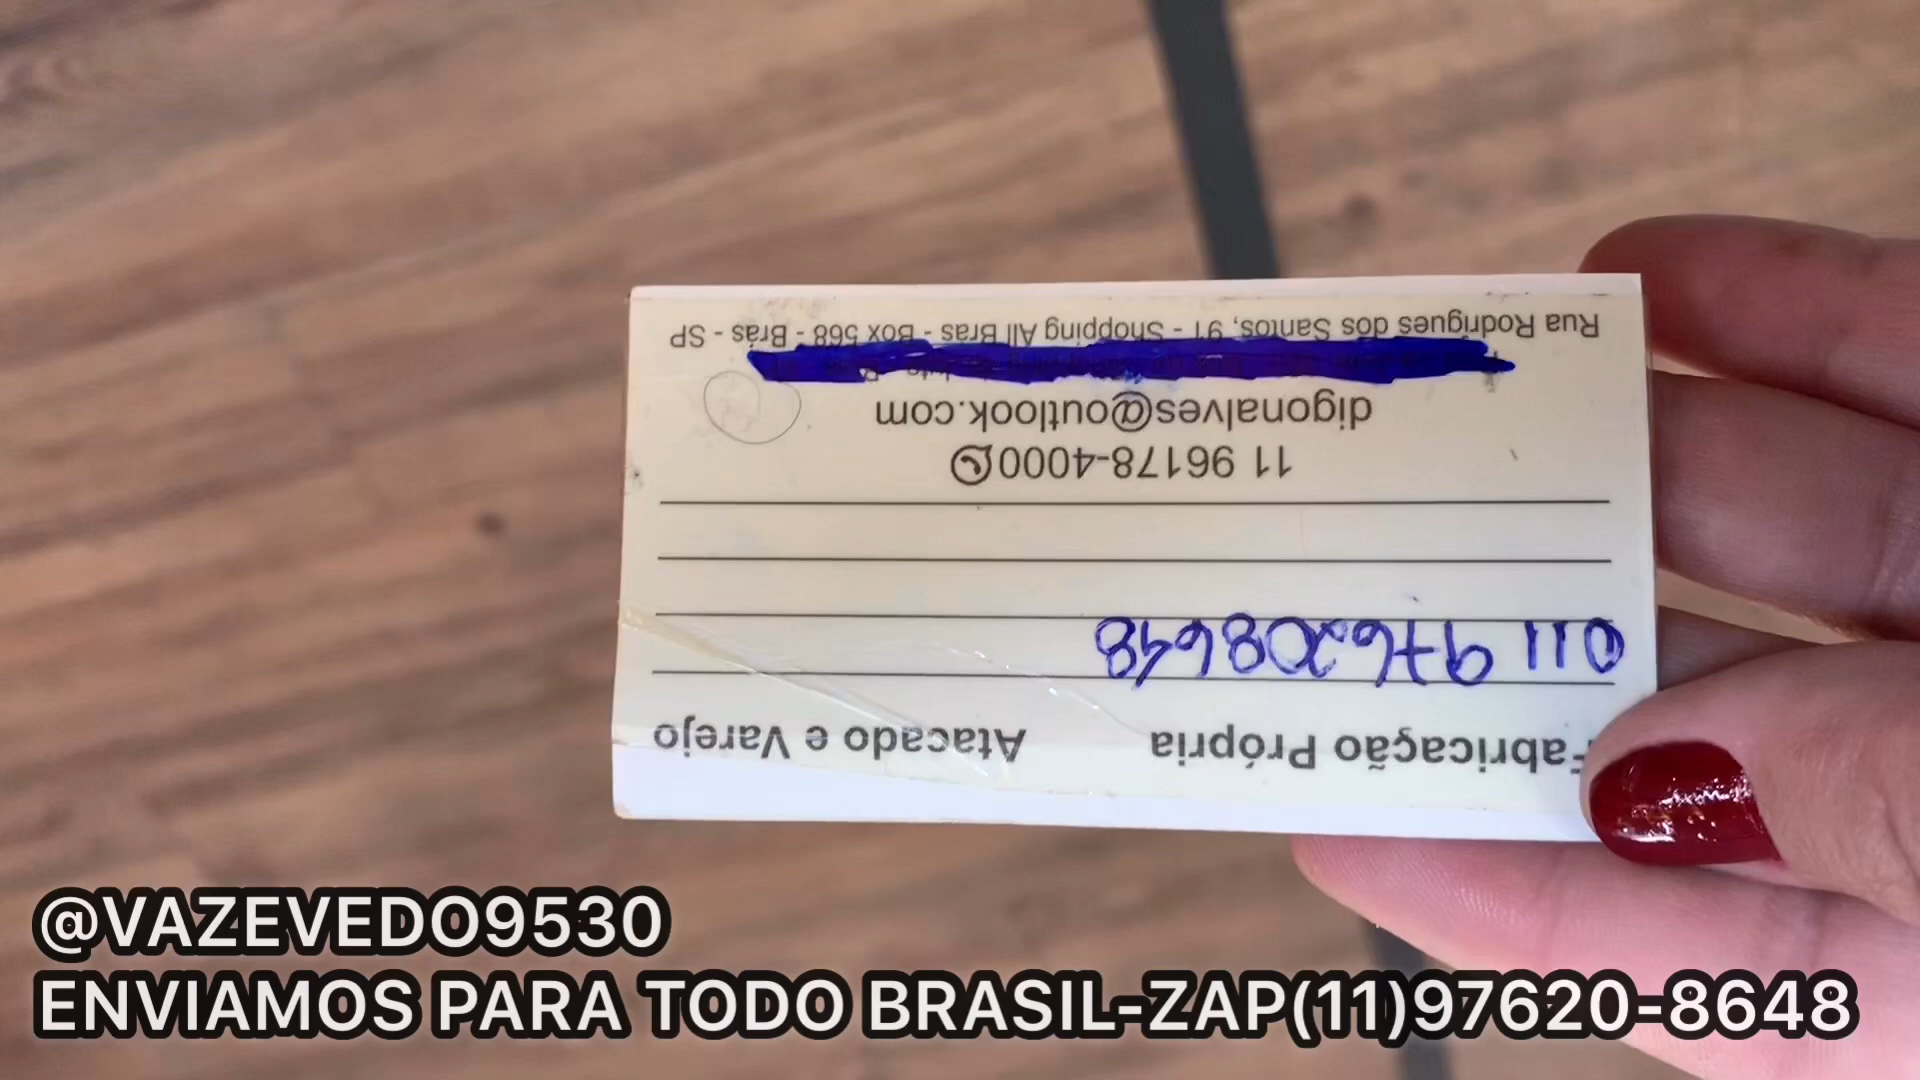 Fabricação Própria Atacado e Varejo
011 976208648
11 96178-4000
digonalves@outlook.com
Rua Rodrigues dos Santos, 91 - Shopping All Bras - Box 568 - Brás - SP
@VAZEVEDO9530
ENVIAMOS PARA TODO BRASIL-ZAP(11)97620-8648